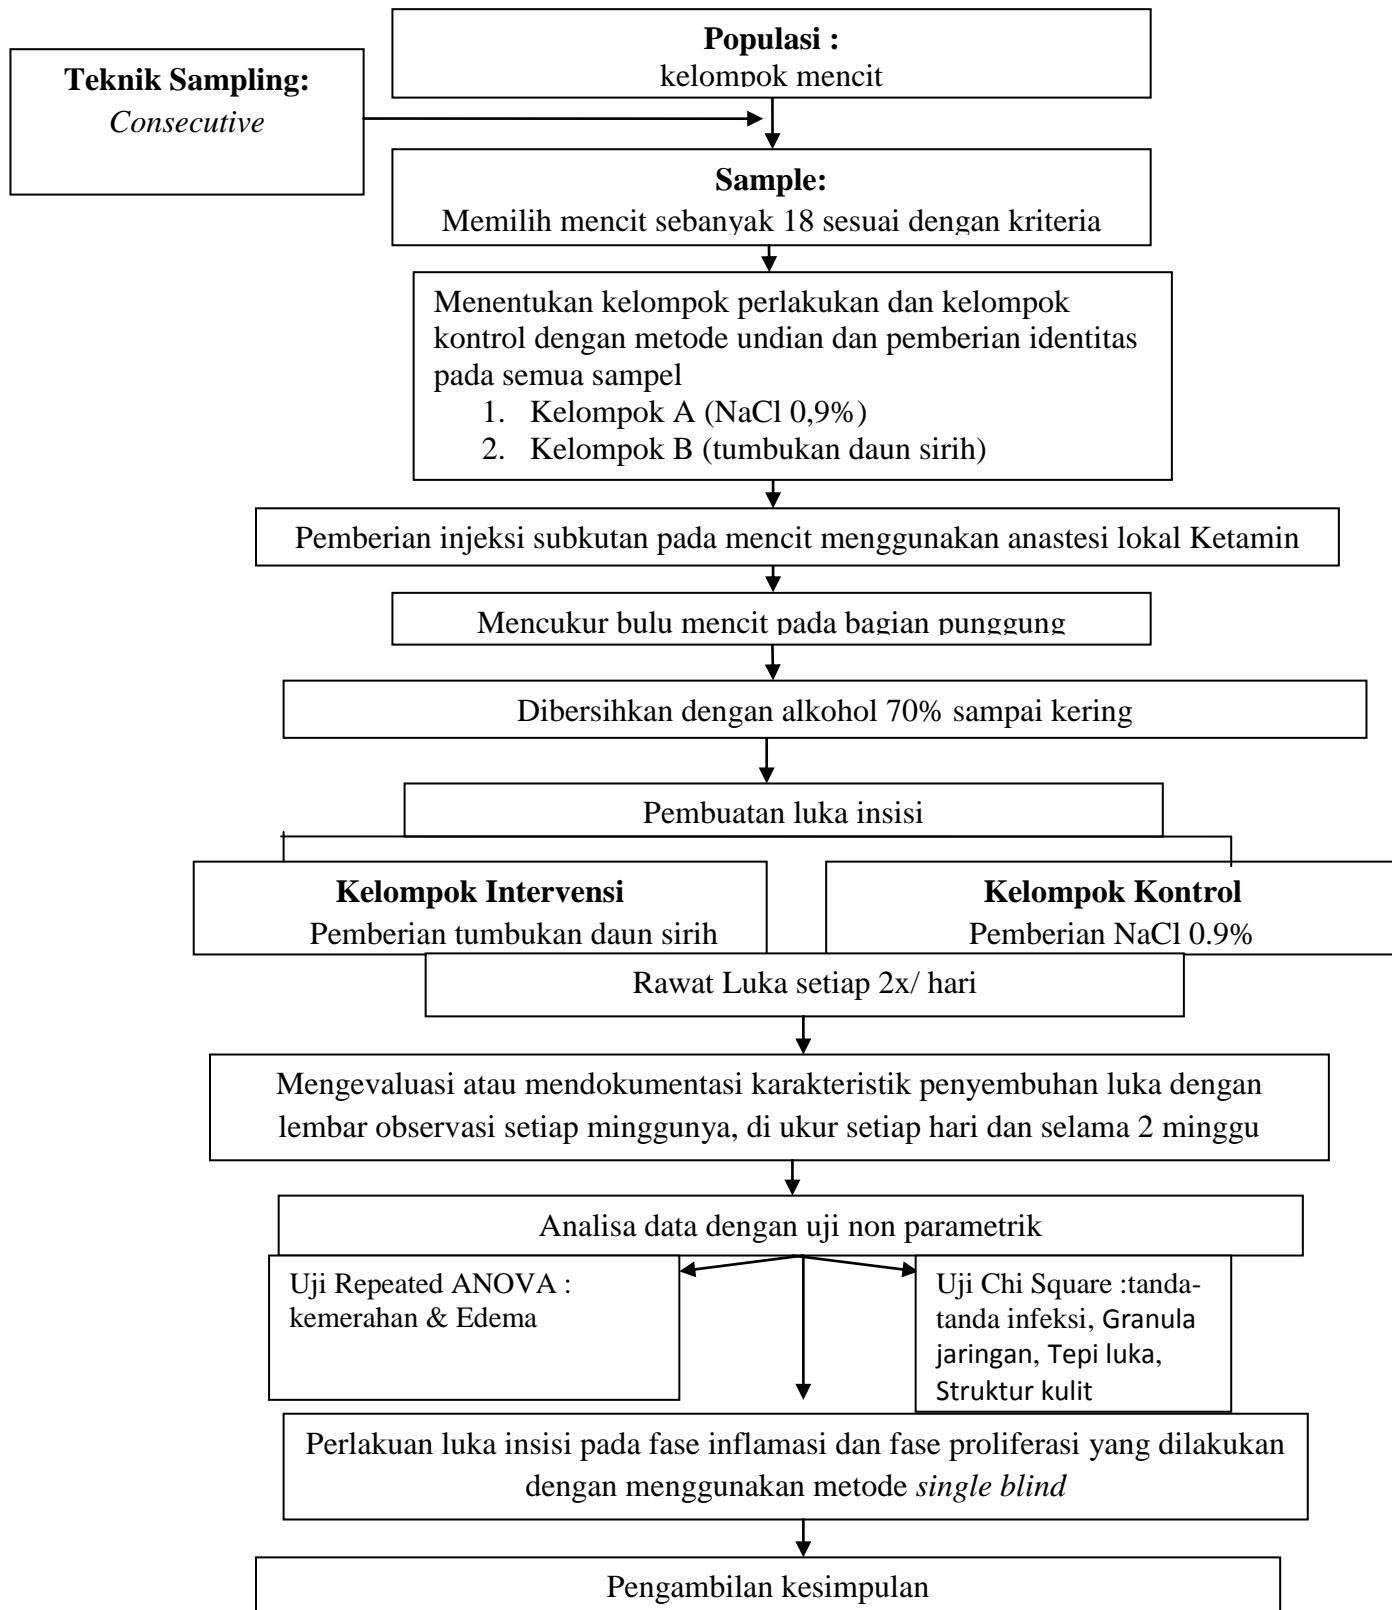 Populasi :
kelompok mencit
Teknik Sampling:
Consecutive
Sample:
Memilih mencit sebanyak 18 sesuai dengan kriteria
Menentukan kelompok perlakukan dan kelompok
kontrol dengan metode undian dan pemberian identitas
pada semua sampel
1. Kelompok A (NaCl 0,9%)
2. Kelompok B (tumbukan daun sirih)
Pemberian injeksi subkutan pada mencit menggunakan anastesi lokal Ketamin
Mencukur bulu mencit pada bagian punggung
Dibersihkan dengan alkohol 70% sampai kering
Pembuatan luka insisi
Kelompok Intervensi
Pemberian tumbukan daun sirih
Kelompok Kontrol
Pemberian NaCl 0.9%
Rawat Luka setiap 2x/ hari
Mengevaluasi atau mendokumentasi karakteristik penyembuhan luka dengan
lembar observasi setiap minggunya, di ukur setiap hari dan selama 2 minggu
Analisa data dengan uji non parametrik
Uji Repeated ANOVA :
kemerahan & Edema
Uji Chi Square :tanda-
tanda infeksi, Granula
jaringan, Tepi luka,
Struktur kulit
Perlakuan luka insisi pada fase inflamasi dan fase proliferasi yang dilakukan
dengan menggunakan metode single blind
Pengambilan kesimpulan